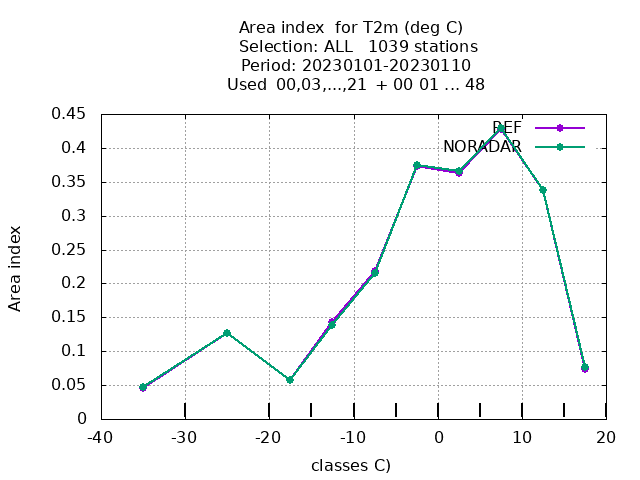 Area index  for T2m (deg C)
Selection: ALL   1039 stations
Period: 20230101-20230110
Used  00,03,...,21  + 00 01 ... 48
REF
NORADAR
Area index
0.45
0.4
0.35
0.3
0.25
0.2
0.15
0.1
0.05
0
-40 -30 -20 -10 0 10 20
classes C)